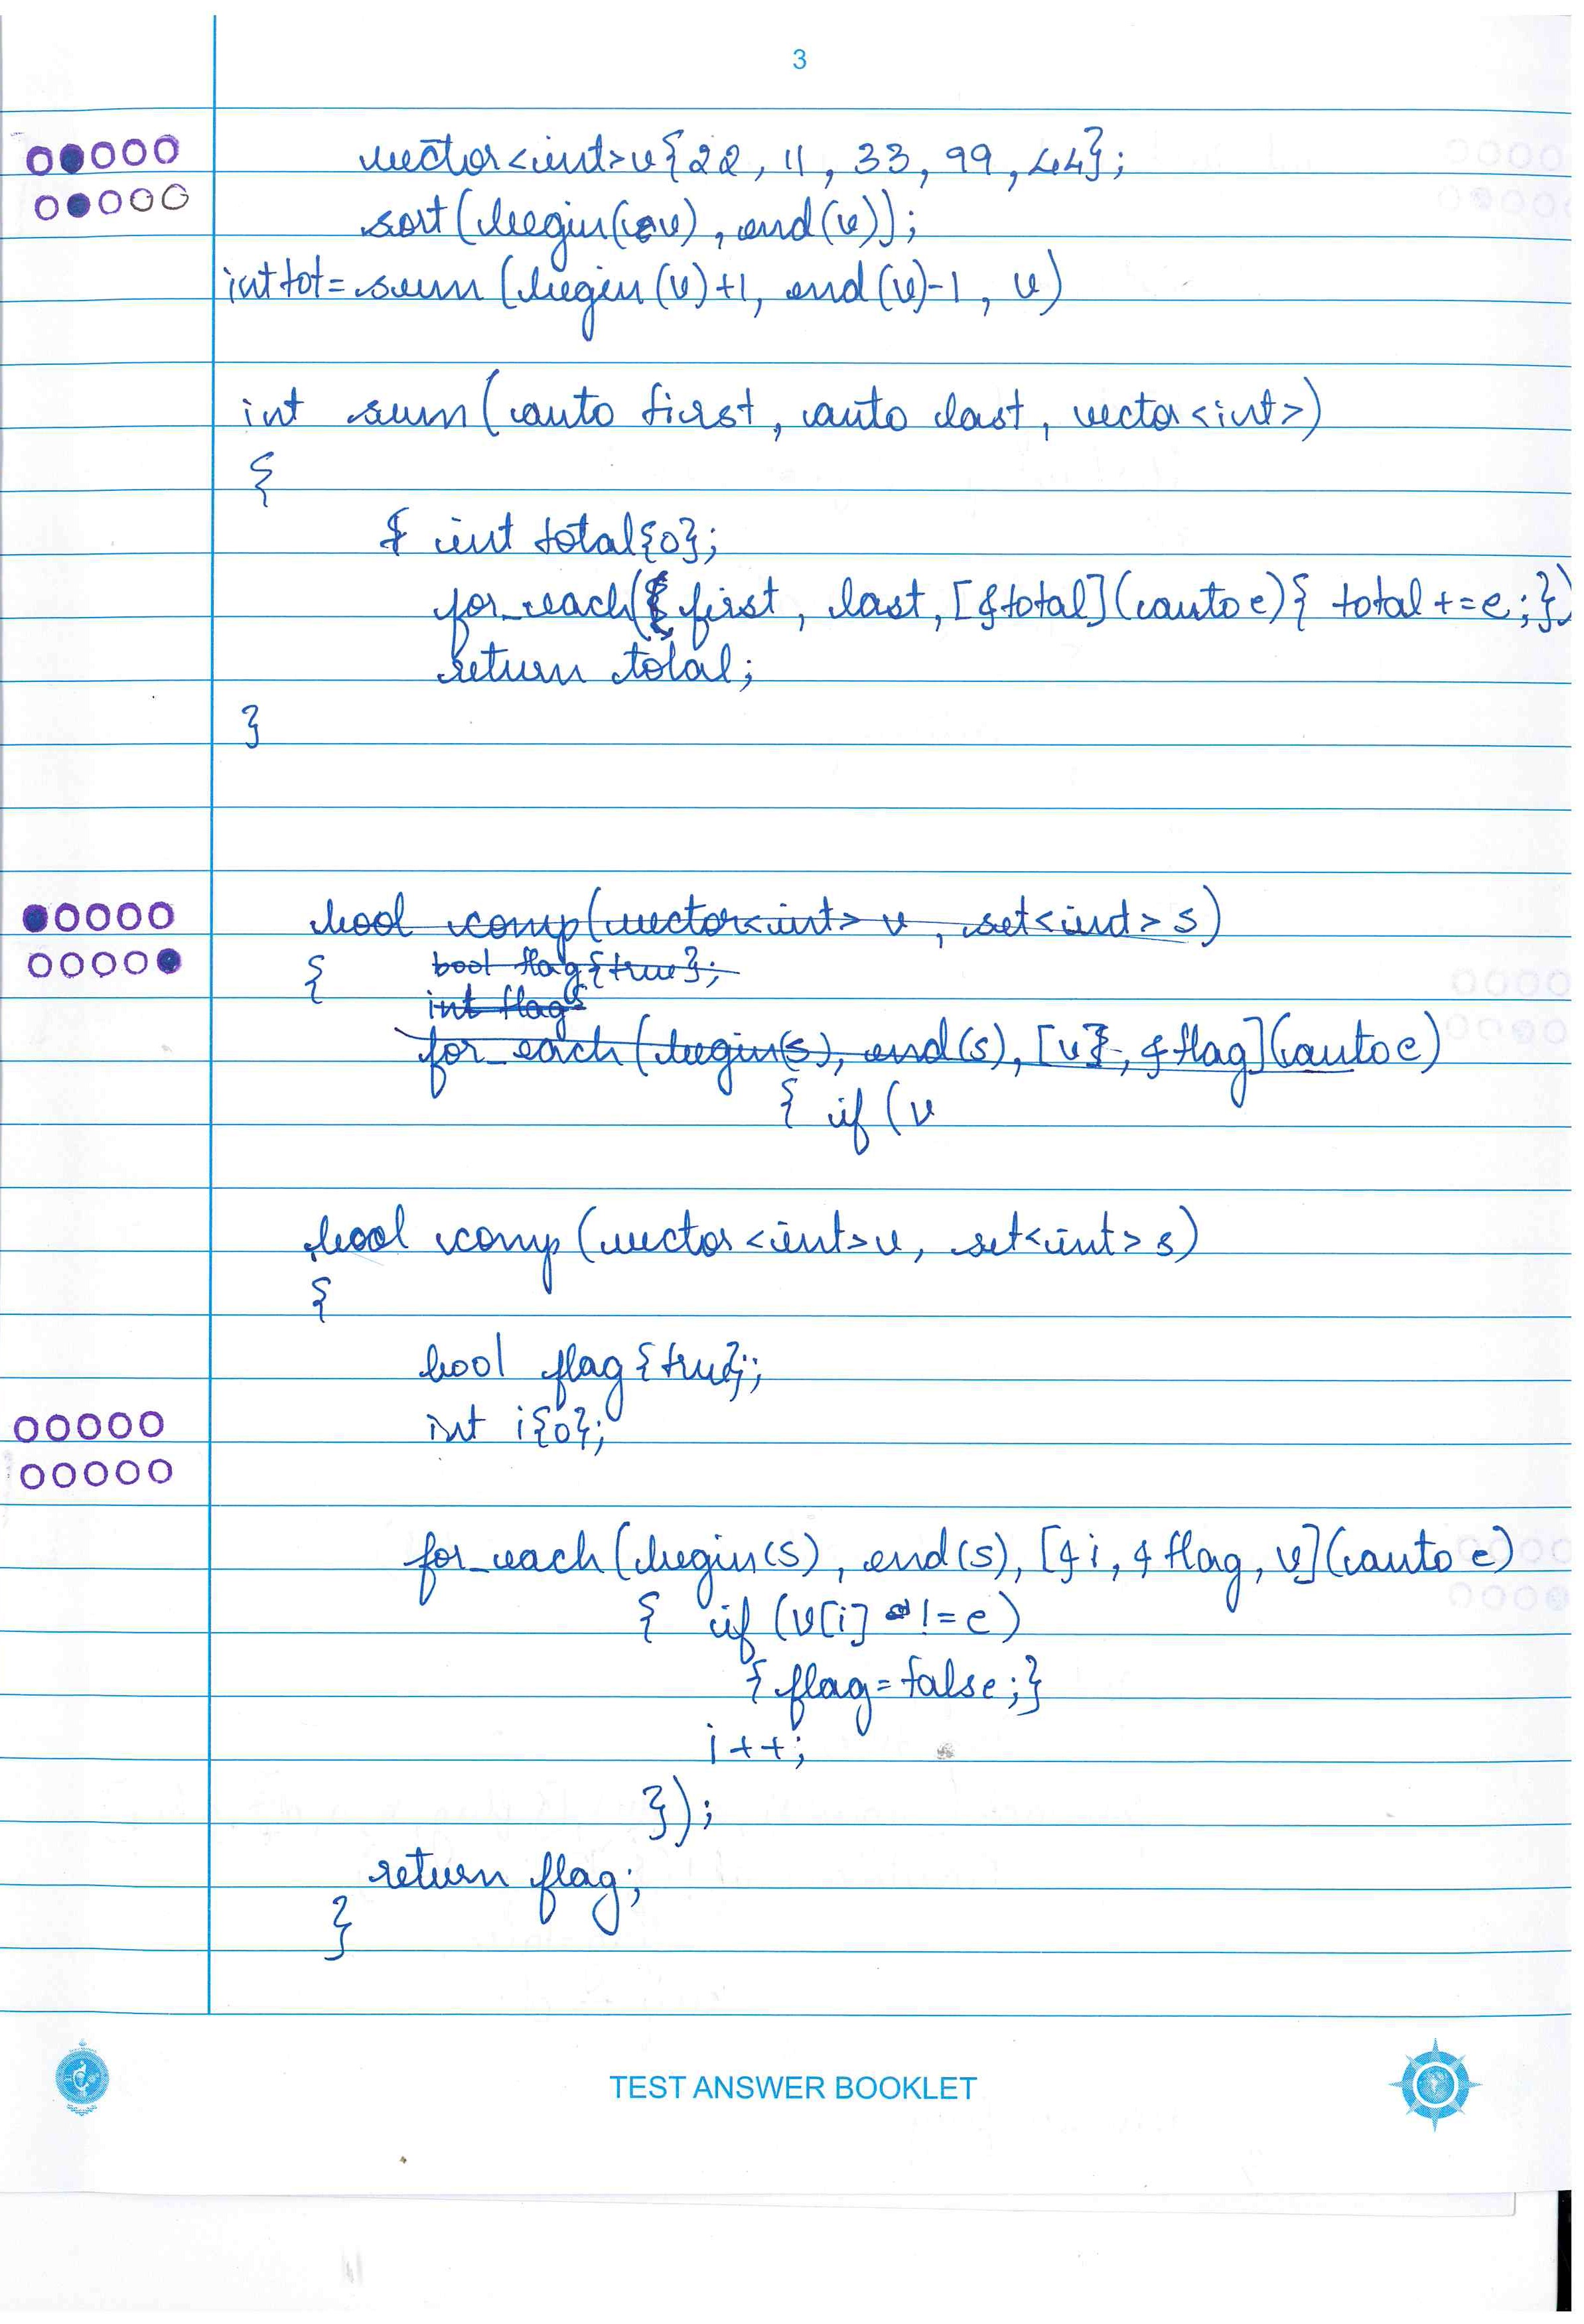 3
vector<int>v{22, 11, 33, 99, 44};
sort(begin(v), end(v));
int tot=sum(begin(v)+1, end(v)-1, v)
int sum(auto first, auto last, vector<int>)
{
int total{0};
for_each(first, last, [&total](auto e){ total+=e;})
return total;
}
bool comp(vector<int> v, set<int> s)
{ bool flag{true};
int flag
for_each(begin(s), end(s), [v], &flag](auto e)
{ if (v
bool comp(vector<int>v, set<int> s)
{
bool flag{true};
int i{0};
for_each(begin(s), end(s), [&i, &flag, v](auto e)
{ if (v[i] != e)
{flag=false;}
i++;
});
return flag;
}
TEST ANSWER BOOKLET